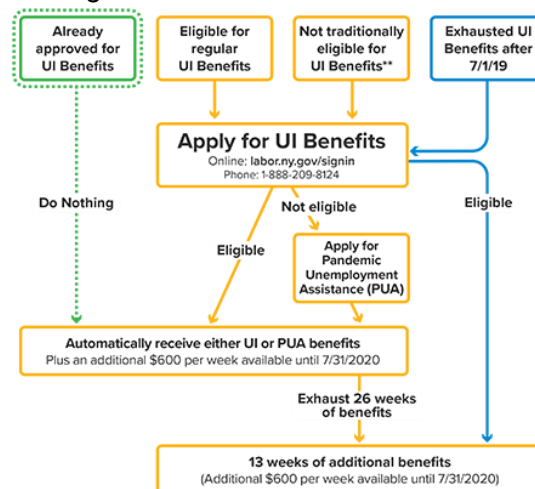 Already
approved for
UI Benefits
Eligible for
regular
UI Benefits
Not traditionally
eligible for
UI Benefits**
Exhausted UI
Benefits after
7/1/19
Apply for UI Benefits
Online: labor.ny.gov/signin
Phone: 1-888-209-8124
Do Nothing
Not eligible
Eligible
Eligible
Apply for
Pandemic
Unemployment
Assistance (PUA)
Automatically receive either UI or PUA benefits
Plus an additional $600 per week available until 7/31/2020
Exhaust 26 weeks
of benefits
13 weeks of additional benefits
(Additional $600 per week available until 7/31/2020)